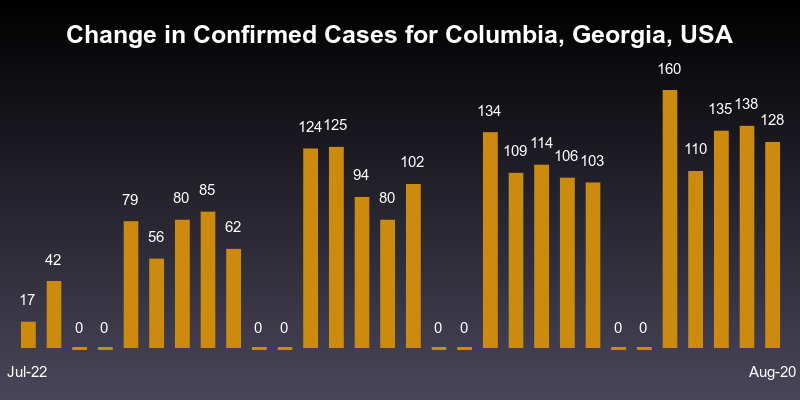 Change in Confirmed Cases for Columbia, Georgia, USA
17 42 0 0 79 56 80 85 62 0 0 124 125 94 80 102 0 0 134 109 114 106 103 0 0 160 110 135 138 128
Jul-22 Aug-20